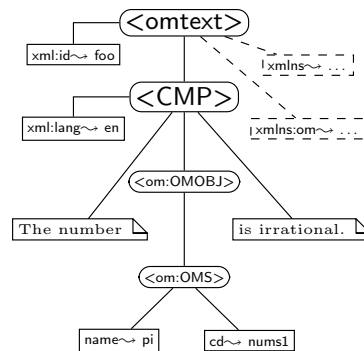 <omtext>
xml:id↝ foo
xmlns↝ ...
<CMP>
xml:lang↝ en
xmlns:om↝ ...
<om:OMOBJ>
The number
is irrational.
<om:OMS>
name↝ pi
cd↝ nums1